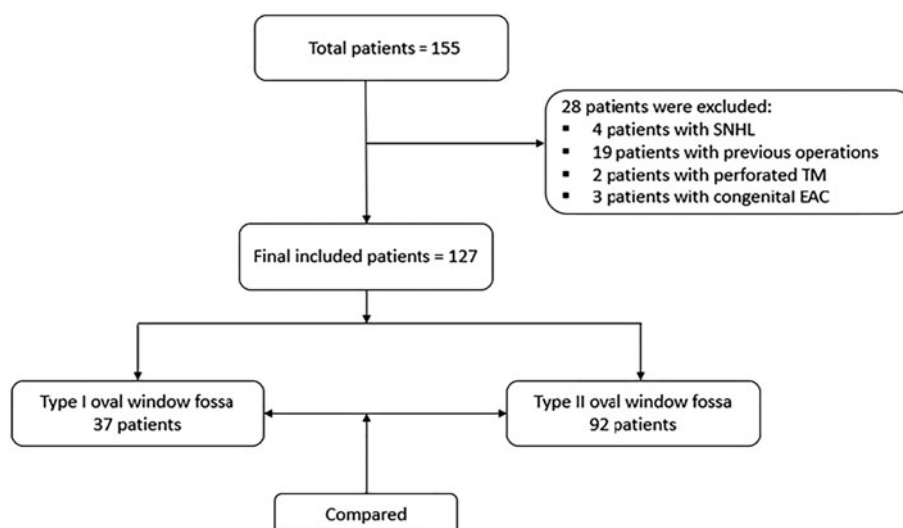 Total patients = 155
28 patients were excluded:
▪ 4 patients with SNHL
▪ 19 patients with previous operations
▪ 2 patients with perforated TM
▪ 3 patients with congenital EAC
Final included patients = 127
Type I oval window fossa
37 patients
Type II oval window fossa
92 patients
Compared